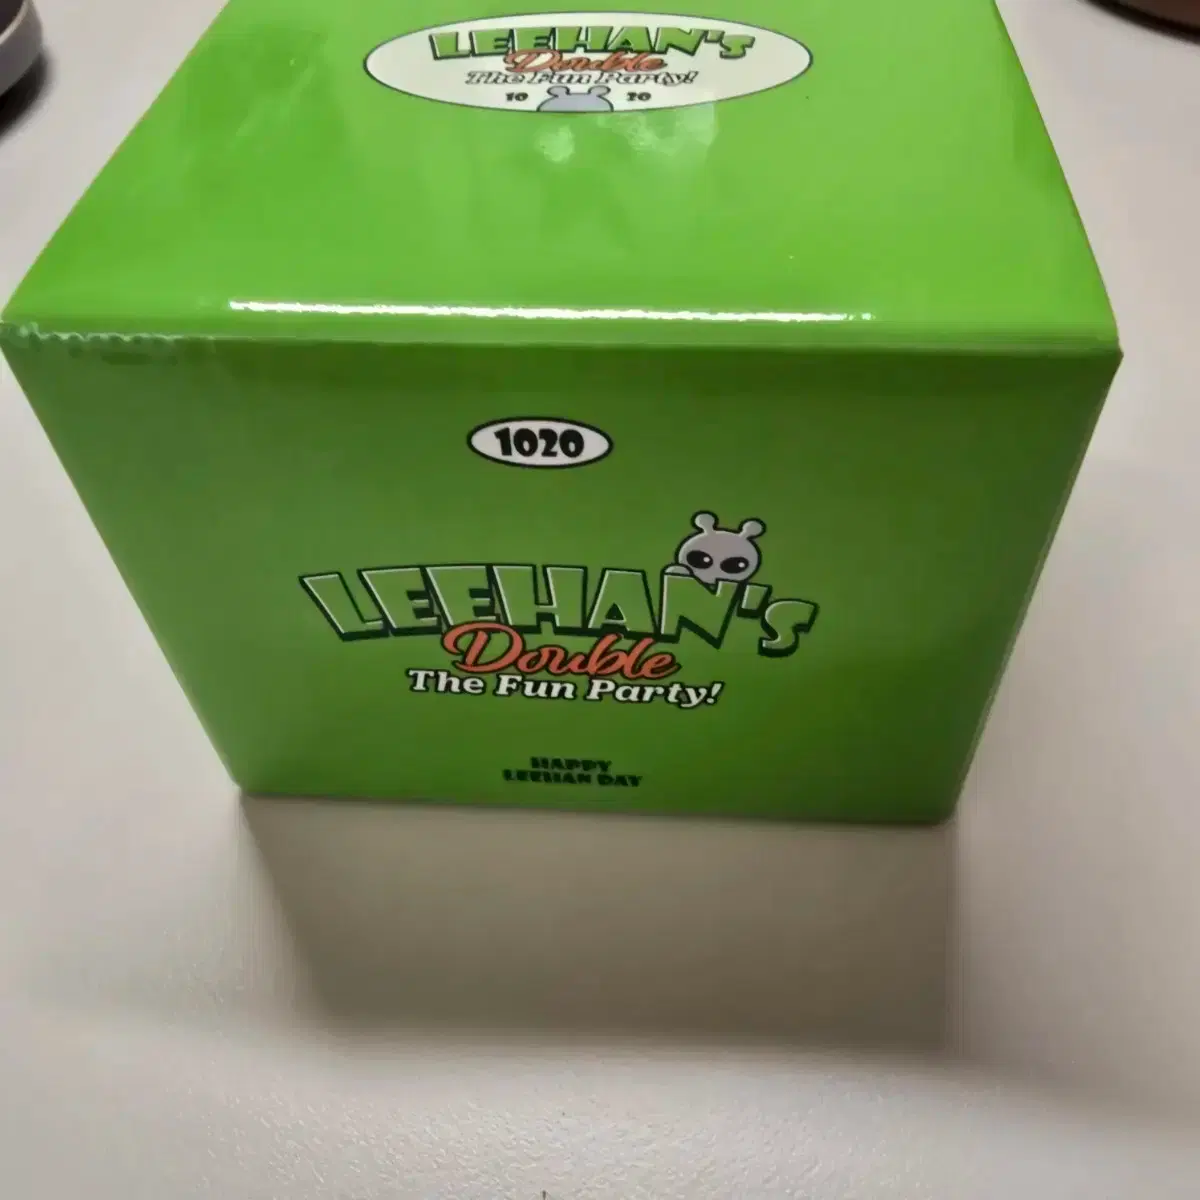 LEEHAN's
Double
The Fun Party!
10 20
1020
LEEHAN's
Double
The Fun Party!
HAPPY
LEEHAN DAY